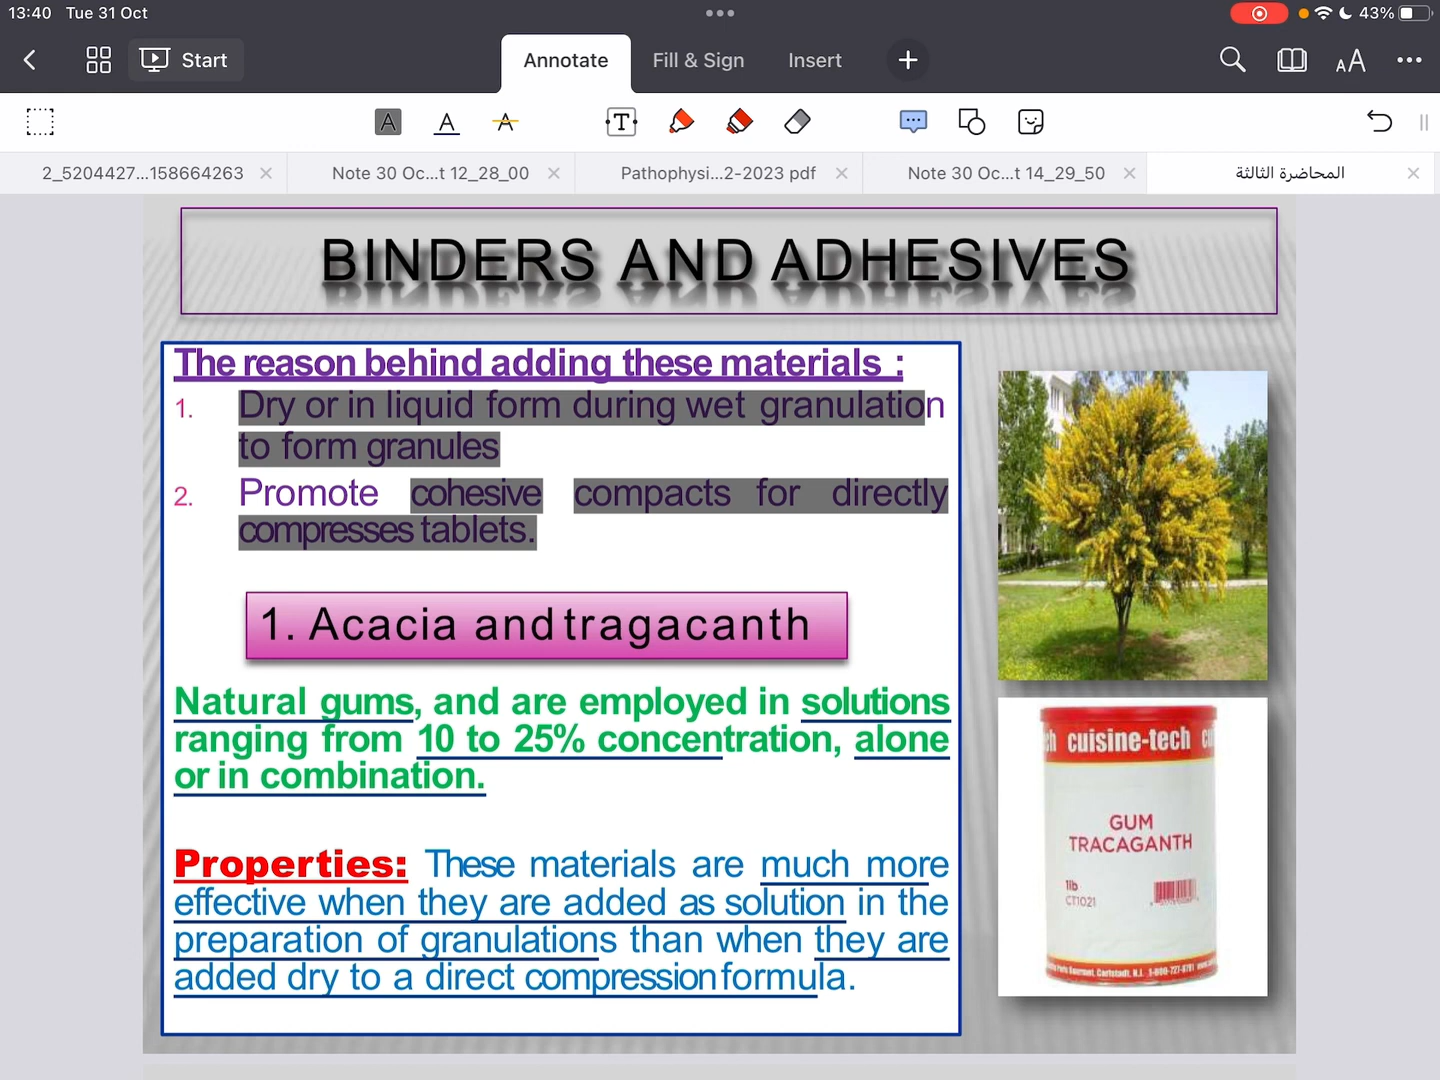 13:40 Tue 31 Oct
43%
Start
Annotate
Fill & Sign
Insert
2_5204427...158664263
Note 30 Oc...t 12_28_00
Pathophysi...2-2023 pdf
Note 30 Oc...t 14_29_50
المحاضرة الثالثة
BINDERS AND ADHESIVES
The reason behind adding these materials :
1. Dry or in liquid form during wet granulation
to form granules
2. Promote cohesive compacts for directly
compresses tablets.
1. Acacia and tragacanth
Natural gums, and are employed in solutions
ranging from 10 to 25% concentration, alone
or in combination.
Properties: These materials are much more
effective when they are added as solution in the
preparation of granulations than when they are
added dry to a direct compression formula.
cuisine-tech
GUM
TRACAGANTH
1lb
CT1021
Carlstadt, N.J. 1-800-727-8791